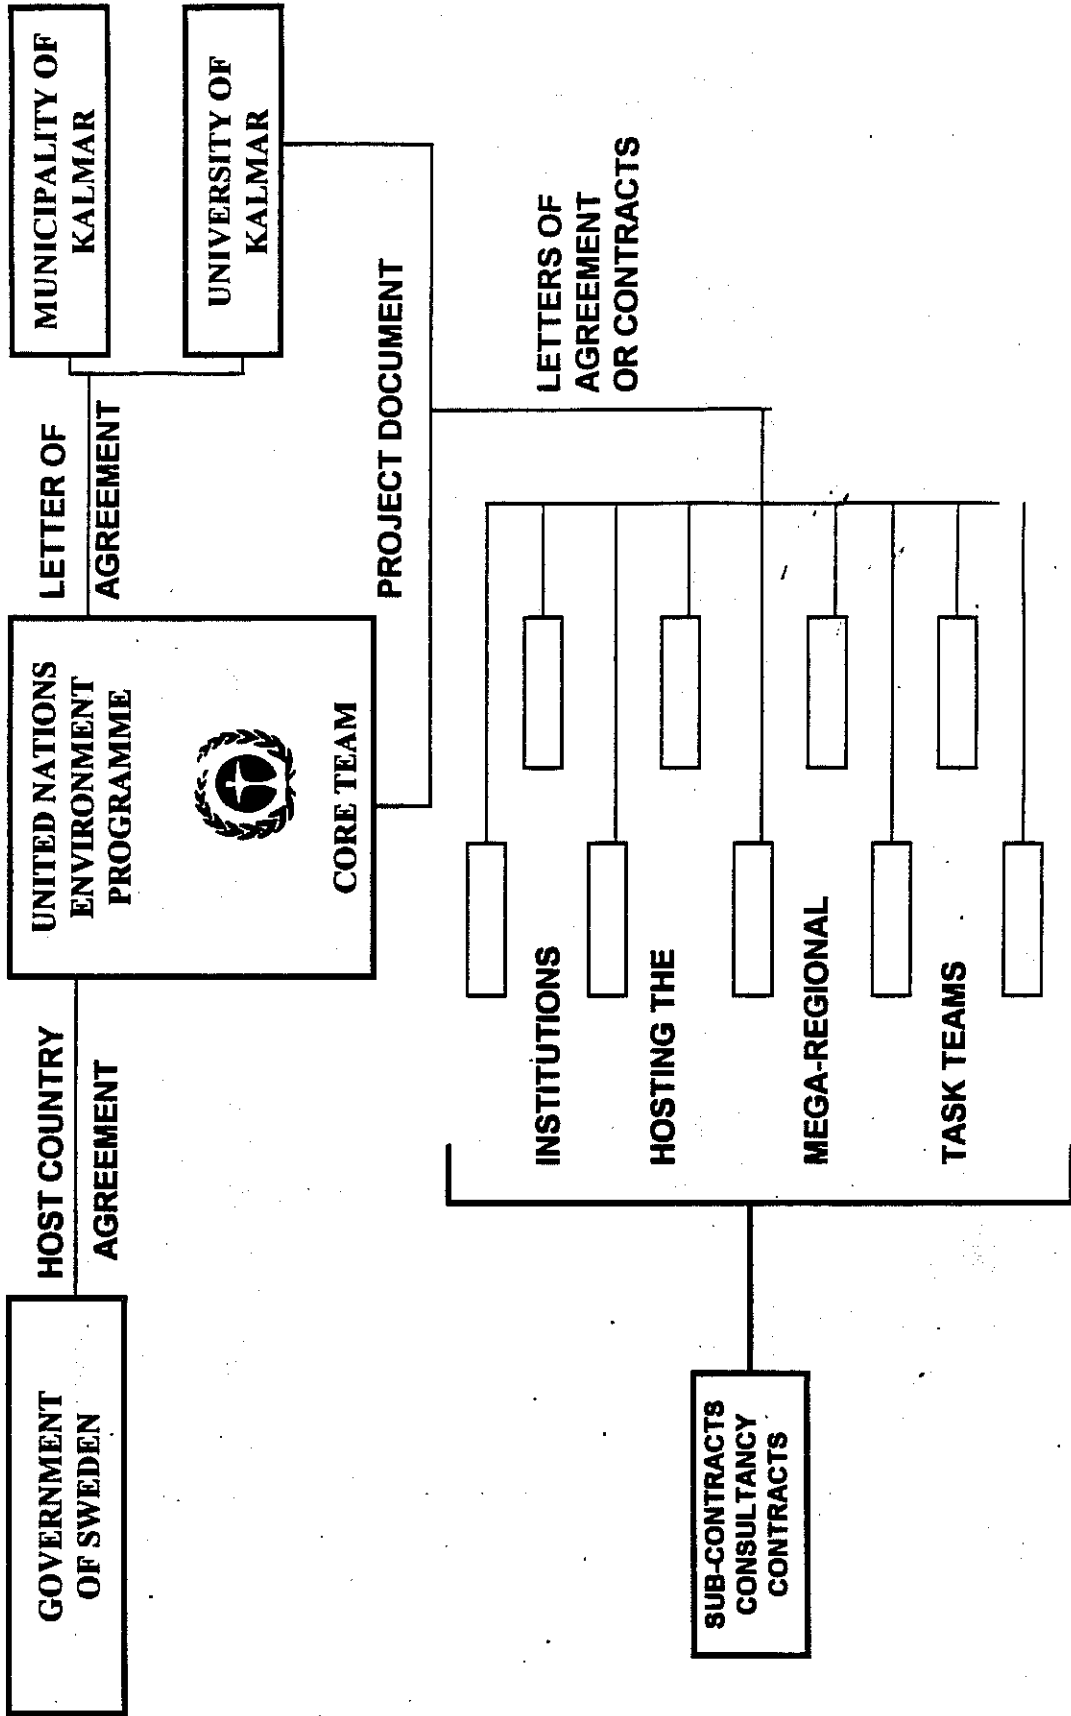 GOVERNMENT
OF SWEDEN
HOST COUNTRY
AGREEMENT
UNITED NATIONS
ENVIRONMENT
PROGRAMME
CORE TEAM
LETTER OF
AGREEMENT
MUNICIPALITY OF
KALMAR
UNIVERSITY OF
KALMAR
PROJECT DOCUMENT
LETTERS OF
AGREEMENT
OR CONTRACTS
INSTITUTIONS
HOSTING THE
MEGA-REGIONAL
TASK TEAMS
SUB-CONTRACTS
CONSULTANCY
CONTRACTS